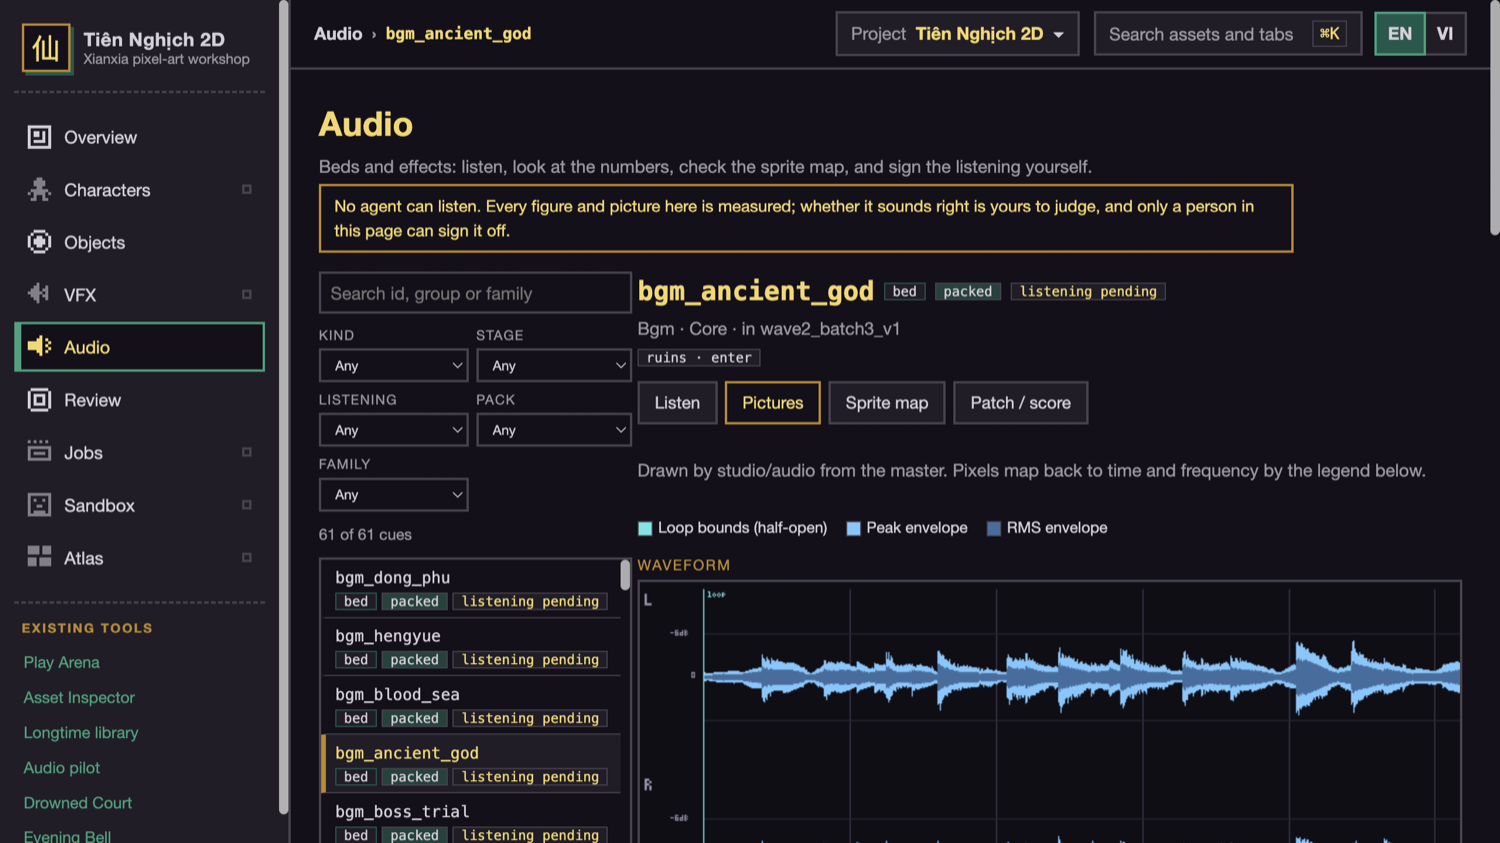 仙
Tiên Nghịch 2D
Xianxia pixel-art workshop
Overview
Characters
Objects
VFX
Audio
Review
Jobs
Sandbox
Atlas
EXISTING TOOLS
Play Arena
Asset Inspector
Longtime library
Audio pilot
Drowned Court
Evening Bell
Audio › bgm_ancient_god
Project Tiên Nghịch 2D
Search assets and tabs ⌘K
EN VI
Audio
Beds and effects: listen, look at the numbers, check the sprite map, and sign the listening yourself.
No agent can listen. Every figure and picture here is measured; whether it sounds right is yours to judge, and only a person in
this page can sign it off.
Search id, group or family
KIND STAGE
Any Any
LISTENING PACK
Any Any
FAMILY
Any
61 of 61 cues
bgm_dong_phu
bed packed listening pending
bgm_hengyue
bed packed listening pending
bgm_blood_sea
bed packed listening pending
bgm_ancient_god
bed packed listening pending
bgm_boss_trial
bed packed listening pending
bgm_ancient_god bed packed listening pending
Bgm · Core · in wave2_batch3_v1
ruins · enter
Listen Pictures Sprite map Patch / score
Drawn by studio/audio from the master. Pixels map back to time and frequency by the legend below.
Loop bounds (half-open) Peak envelope RMS envelope
WAVEFORM
L
loop
-6dB
0
R
-6dB